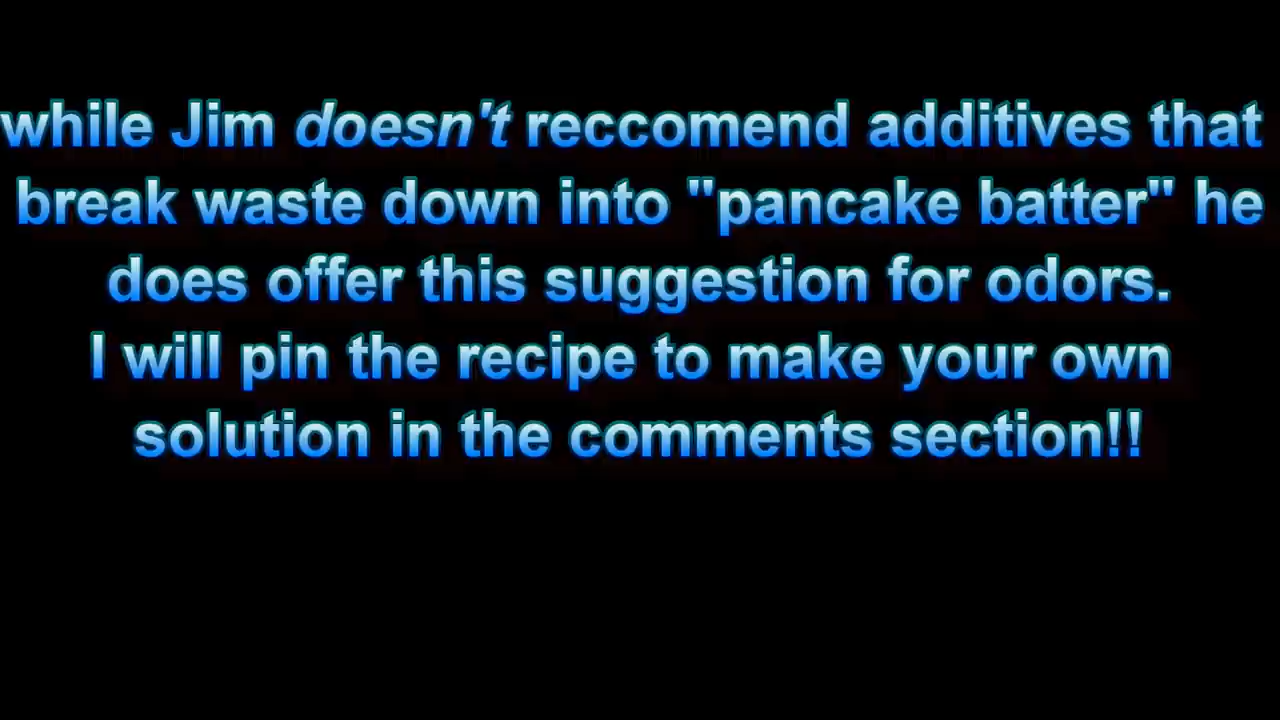 while Jim doesn't reccomend additives that
break waste down into "pancake batter" he
does offer this suggestion for odors.
I will pin the recipe to make your own
solution in the comments section!!